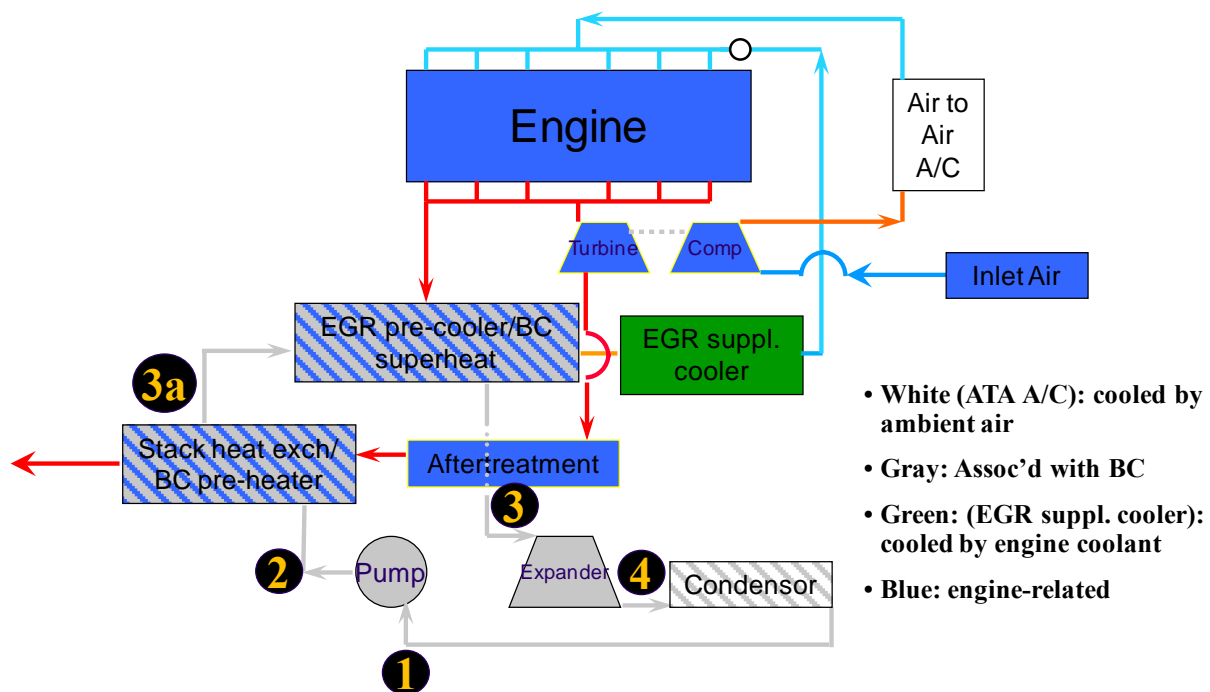 Engine
Air to
Air
A/C
Turbine
Comp
Inlet Air
EGR pre-cooler/BC
superheat
EGR suppl.
cooler
3a
Stack heat exch/
BC pre-heater
Aftertreatment
3
2
Pump
Expander
4
Condensor
1
• White (ATA A/C): cooled by
ambient air
• Gray: Assoc’d with BC
• Green: (EGR suppl. cooler):
cooled by engine coolant
• Blue: engine-related